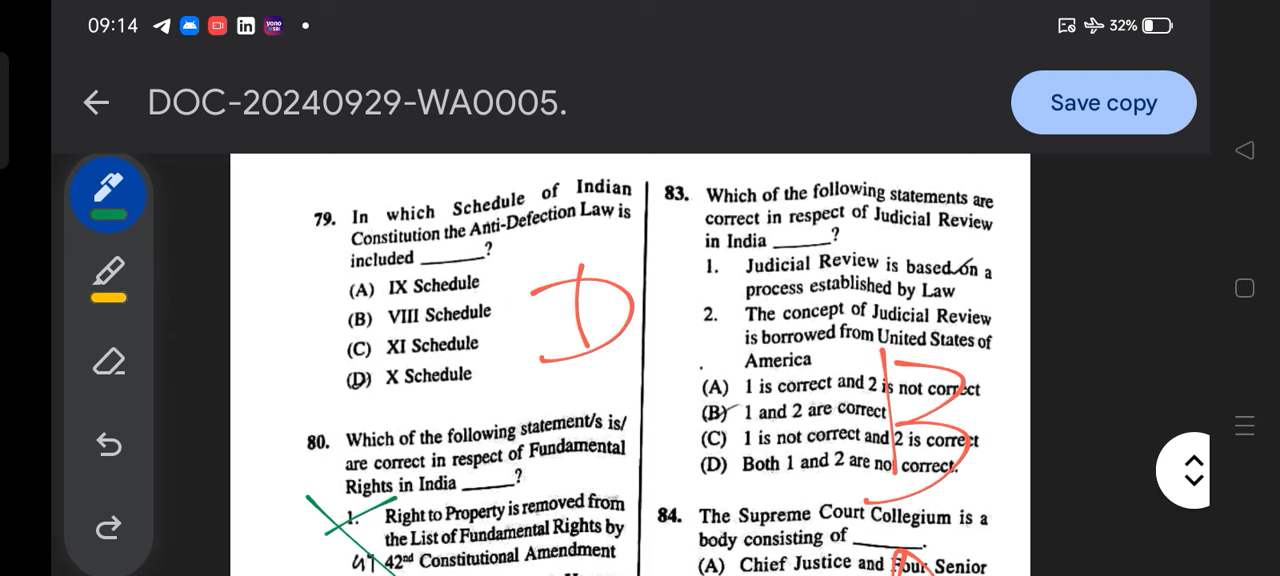 09:14
yono
SBI
32%
DOC-20240929-WA0005.
Save copy
79. In which Schedule of Indian
Constitution the Anti-Defection Law is
included ______?
(A) IX Schedule
(B) VIII Schedule
(C) XI Schedule
(D) X Schedule
D
80. Which of the following statement/s is/
are correct in respect of Fundamental
Rights in India ______?
1. Right to Property is removed from
the List of Fundamental Rights by
42nd Constitutional Amendment
83. Which of the following statements are
correct in respect of Judicial Review
in India ______?
1. Judicial Review is based on a
process established by Law
2. The concept of Judicial Review
is borrowed from United States of
America
(A) 1 is correct and 2 is not correct
(B) 1 and 2 are correct
(C) 1 is not correct and 2 is correct
(D) Both 1 and 2 are not correct.
B
84. The Supreme Court Collegium is a
body consisting of ______.
(A) Chief Justice and Four Senior